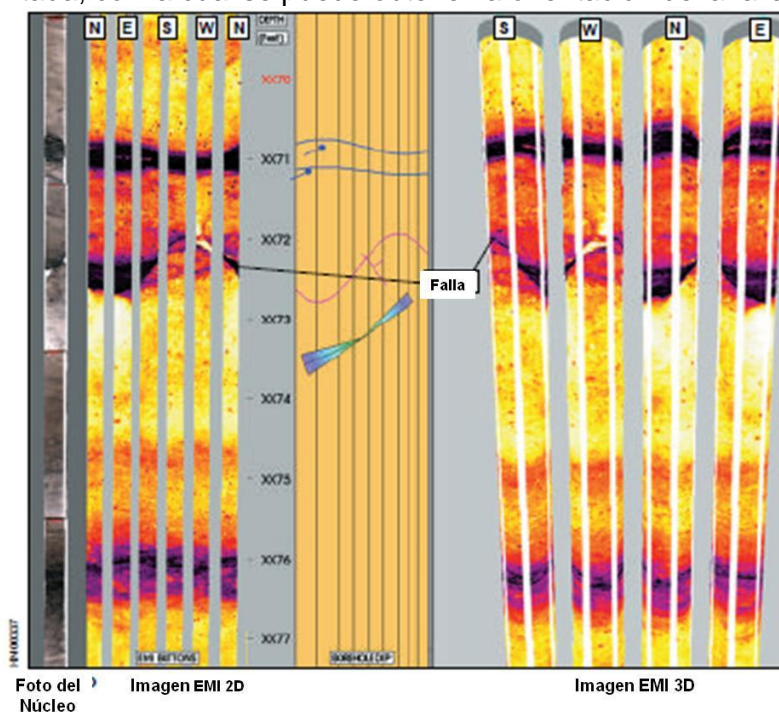 DEPTH
(Feet)
N E S W N
S W N E
XX70
XX71
XX72
Falla
XX73
XX74
XX75
XX76
XX77
EMI BUTTONS
BOREHOLE DIP
HN00337
Foto del
Núcleo
Imagen EMI 2D
Imagen EMI 3D